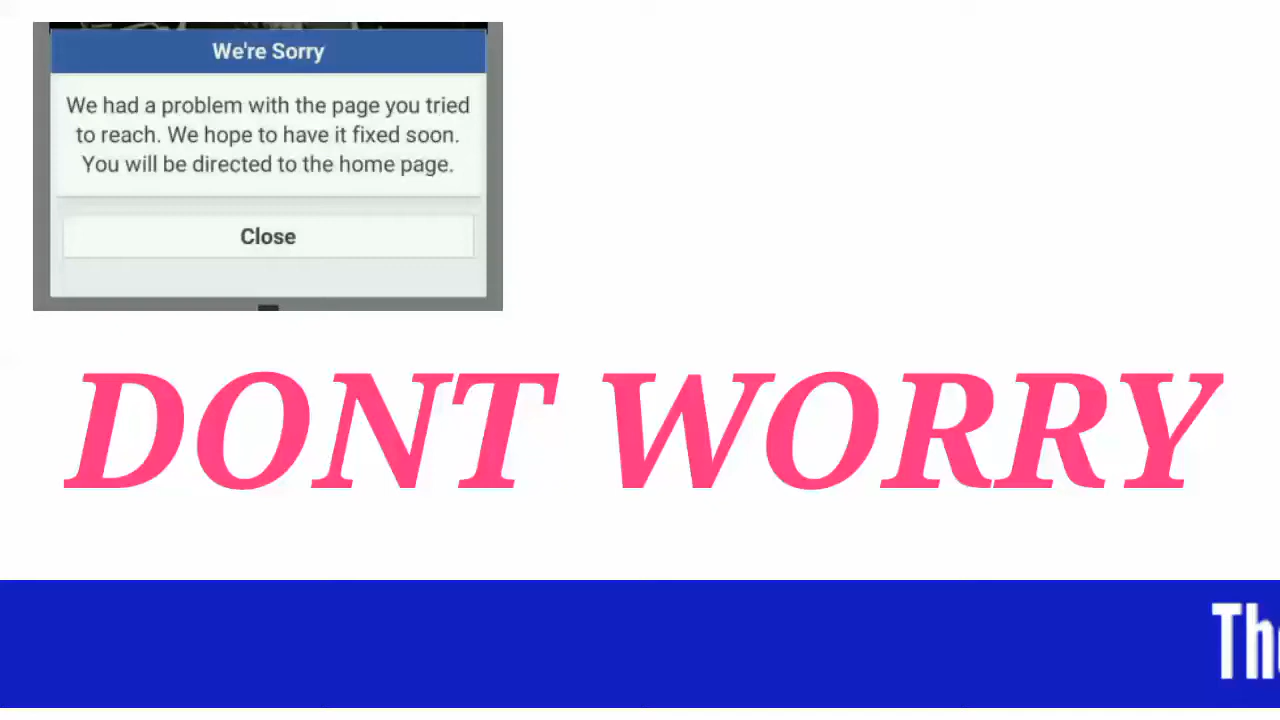 We're Sorry
We had a problem with the page you tried
to reach. We hope to have it fixed soon.
You will be directed to the home page.
Close
DONT WORRY